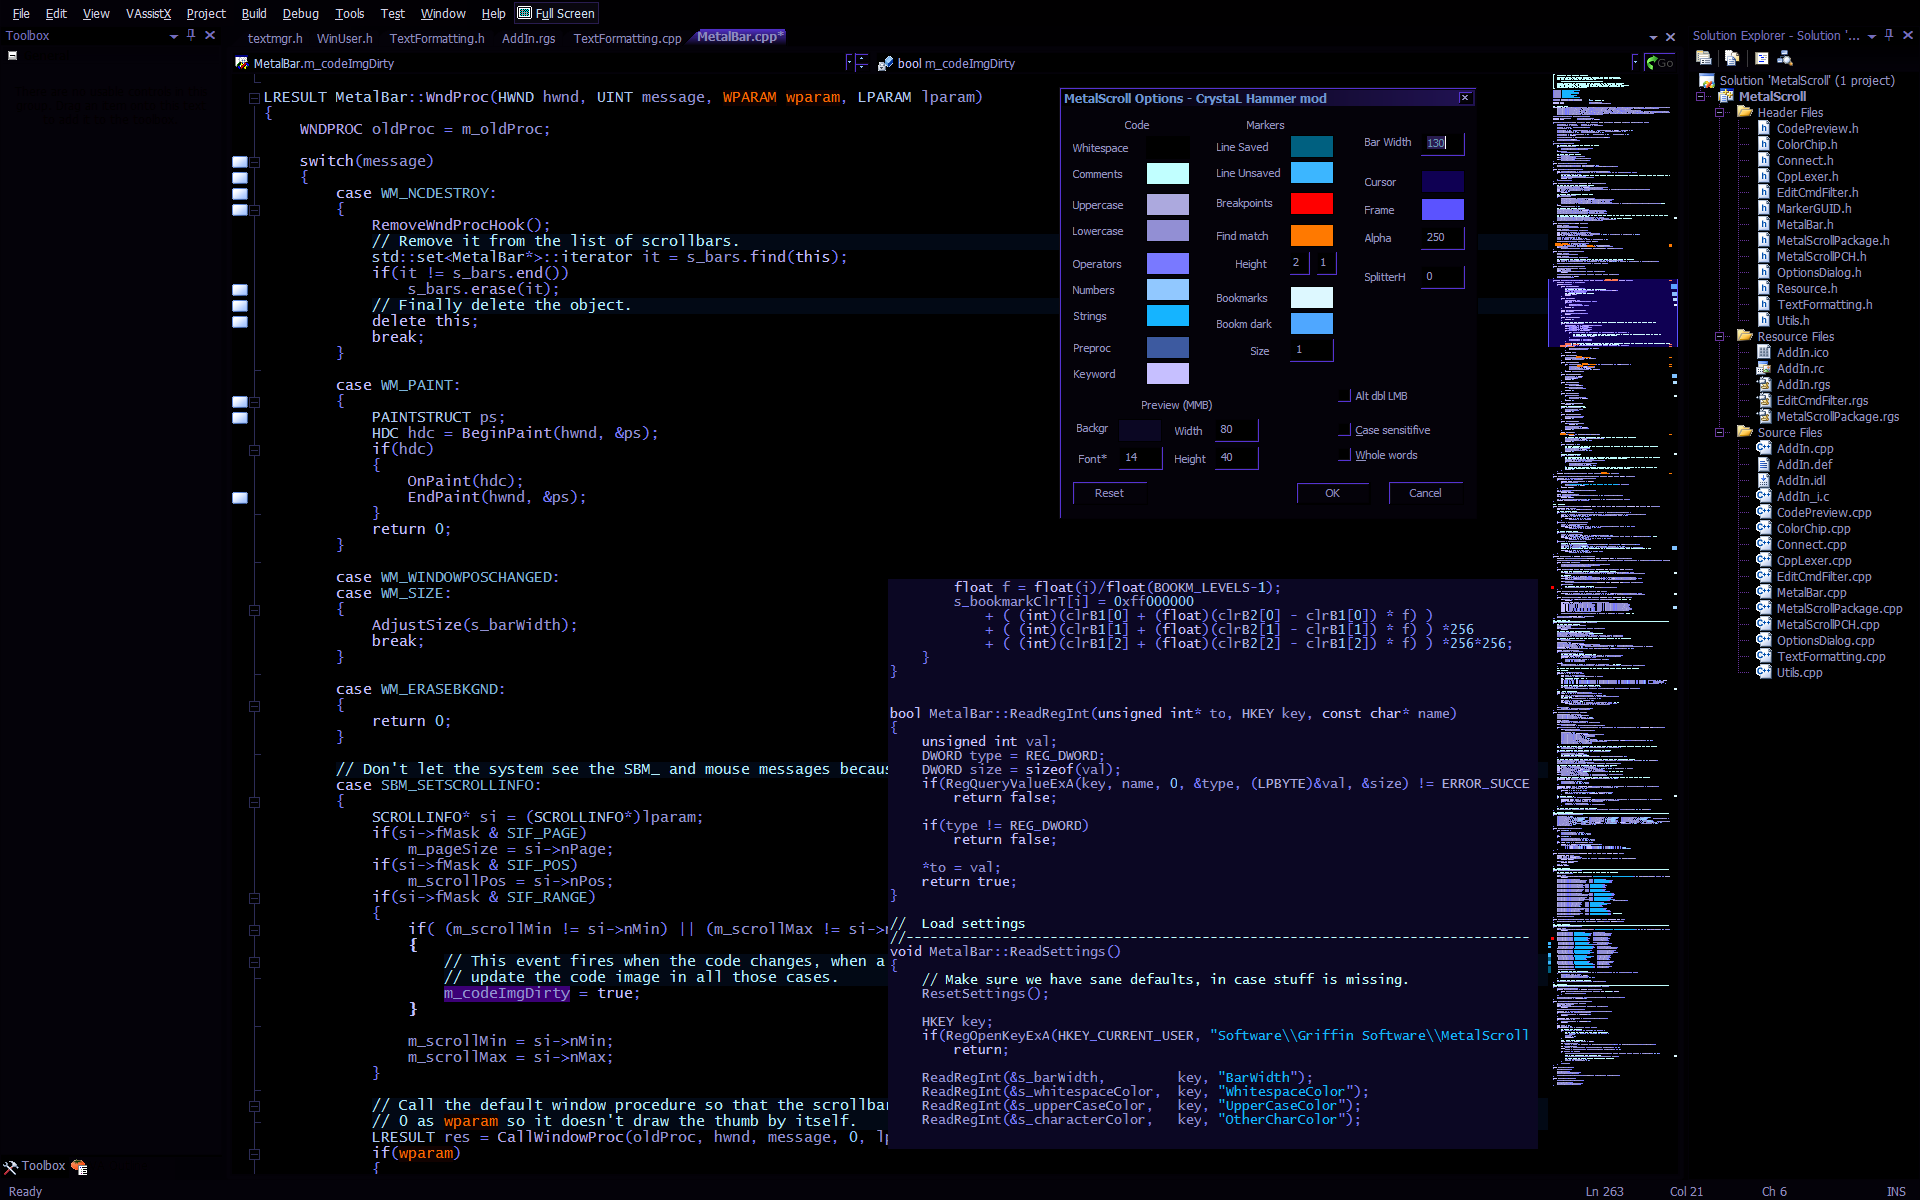 File Edit View VAssistX Project Build Debug Tools Test Window Help Full Screen
Toolbox
textmgr.h WinUser.h TextFormatting.h AddIn.rgs TextFormatting.cpp MetalBar.cpp*
MetalBar.m_codeImgDirty
bool m_codeImgDirty
Go
LRESULT MetalBar::WndProc(HWND hwnd, UINT message, WPARAM wparam, LPARAM lparam)
{
WNDPROC oldProc = m_oldProc;
switch(message)
{
case WM_NCDESTROY:
{
RemoveWndProcHook();
// Remove it from the list of scrollbars.
std::set<MetalBar*>::iterator it = s_bars.find(this);
if(it != s_bars.end())
s_bars.erase(it);
// Finally delete the object.
delete this;
break;
}
case WM_PAINT:
{
PAINTSTRUCT ps;
HDC hdc = BeginPaint(hwnd, &ps);
if(hdc)
{
OnPaint(hdc);
EndPaint(hwnd, &ps);
}
return 0;
}
case WM_WINDOWPOSCHANGED:
case WM_SIZE:
{
AdjustSize(s_barWidth);
break;
}
case WM_ERASEBKGND:
{
return 0;
}
// Don't let the system see the SBM_ and mouse messages becau
case SBM_SETSCROLLINFO:
{
SCROLLINFO* si = (SCROLLINFO*)lparam;
if(si->fMask & SIF_PAGE)
m_pageSize = si->nPage;
if(si->fMask & SIF_POS)
m_scrollPos = si->nPos;
if(si->fMask & SIF_RANGE)
{
if( (m_scrollMin != si->nMin) || (m_scrollMax != si->
{
// This event fires when the code changes, when a
// update the code image in all those cases.
m_codeImgDirty = true;
}
m_scrollMin = si->nMin;
m_scrollMax = si->nMax;
}
// Call the default window procedure so that the scrollba
// 0 as wparam so it doesn't draw the thumb by itself.
LRESULT res = CallWindowProc(oldProc, hwnd, message, 0, lp
if(wparam)
{
MetalScroll Options - CrystaL Hammer mod
Code
Whitespace
Comments
Uppercase
Lowercase
Operators
Numbers
Strings
Preproc
Keyword
Markers
Line Saved
Line Unsaved
Breakpoints
Find match
Height 2 1
Bookmarks
Bookm dark
Size 1
Bar Width 130
Cursor
Frame
Alpha 250
SplitterH 0
Preview (MMB)
Backgr Width 80
Font* 14 Height 40
Alt dbl LMB
Case sensitifive
Whole words
Reset OK Cancel
float f = float(i)/float(BOOKM_LEVELS-1);
s_bookmarkClrT[i] = 0xff000000
+ ( (int)(clrB1[0] + (float)(clrB2[0] - clrB1[0]) * f) )
+ ( (int)(clrB1[1] + (float)(clrB2[1] - clrB1[1]) * f) ) *256
+ ( (int)(clrB1[2] + (float)(clrB2[2] - clrB1[2]) * f) ) *256*256;
}
}
bool MetalBar::ReadRegInt(unsigned int* to, HKEY key, const char* name)
{
unsigned int val;
DWORD type = REG_DWORD;
DWORD size = sizeof(val);
if(RegQueryValueExA(key, name, 0, &type, (LPBYTE)&val, &size) != ERROR_SUCCE
return false;
if(type != REG_DWORD)
return false;
*to = val;
return true;
}
// Load settings
//-------------------------------------------------------------------------------
void MetalBar::ReadSettings()
{
// Make sure we have sane defaults, in case stuff is missing.
ResetSettings();
HKEY key;
if(RegOpenKeyExA(HKEY_CURRENT_USER, "Software\\Griffin Software\\MetalScroll
return;
ReadRegInt(&s_barWidth, key, "BarWidth");
ReadRegInt(&s_whitespaceColor, key, "WhitespaceColor");
ReadRegInt(&s_upperCaseColor, key, "UpperCaseColor");
ReadRegInt(&s_characterColor, key, "OtherCharColor");
Solution Explorer - Solution '...
Solution 'MetalScroll' (1 project)
MetalScroll
Header Files
CodePreview.h
ColorChip.h
Connect.h
CppLexer.h
EditCmdFilter.h
MarkerGUID.h
MetalBar.h
MetalScrollPackage.h
MetalScrollPCH.h
OptionsDialog.h
Resource.h
TextFormatting.h
Utils.h
Resource Files
AddIn.ico
AddIn.rc
AddIn.rgs
EditCmdFilter.rgs
MetalScrollPackage.rgs
Source Files
AddIn.cpp
AddIn.def
AddIn.idl
AddIn_i.c
CodePreview.cpp
ColorChip.cpp
Connect.cpp
CppLexer.cpp
EditCmdFilter.cpp
MetalBar.cpp
MetalScrollPackage.cpp
MetalScrollPCH.cpp
OptionsDialog.cpp
TextFormatting.cpp
Utils.cpp
Toolbox
Ready
Ln 263 Col 21 Ch 6 INS